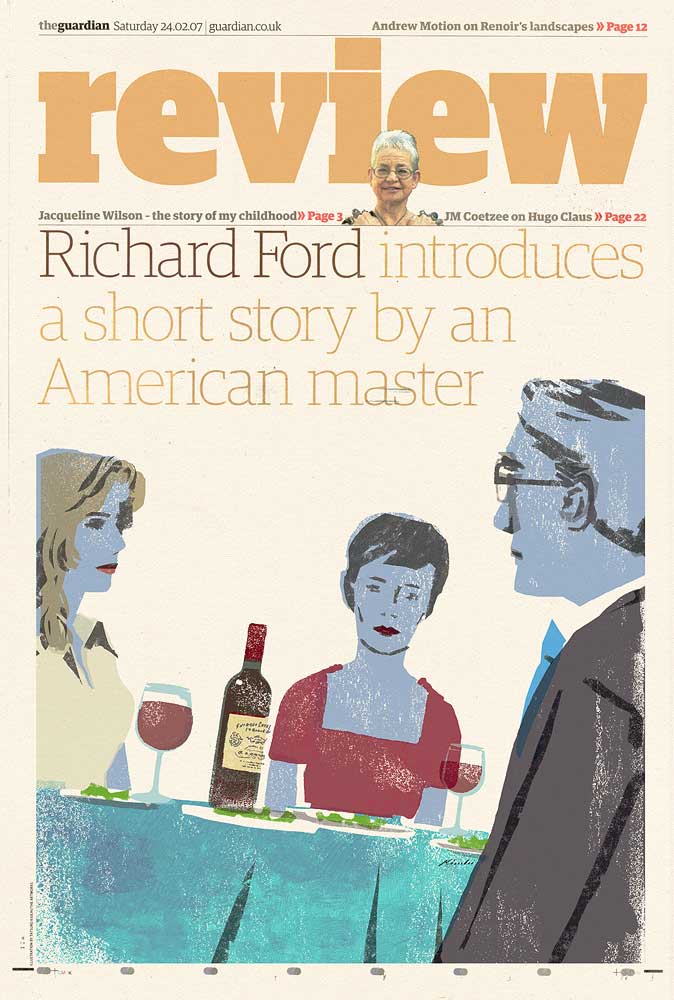 theguardian Saturday 24.02.07 | guardian.co.uk
Andrew Motion on Renoir's landscapes » Page 12
review
Jacqueline Wilson - the story of my childhood » Page 3
JM Coetzee on Hugo Claus » Page 22
Richard Ford introduces
a short story by an
American master